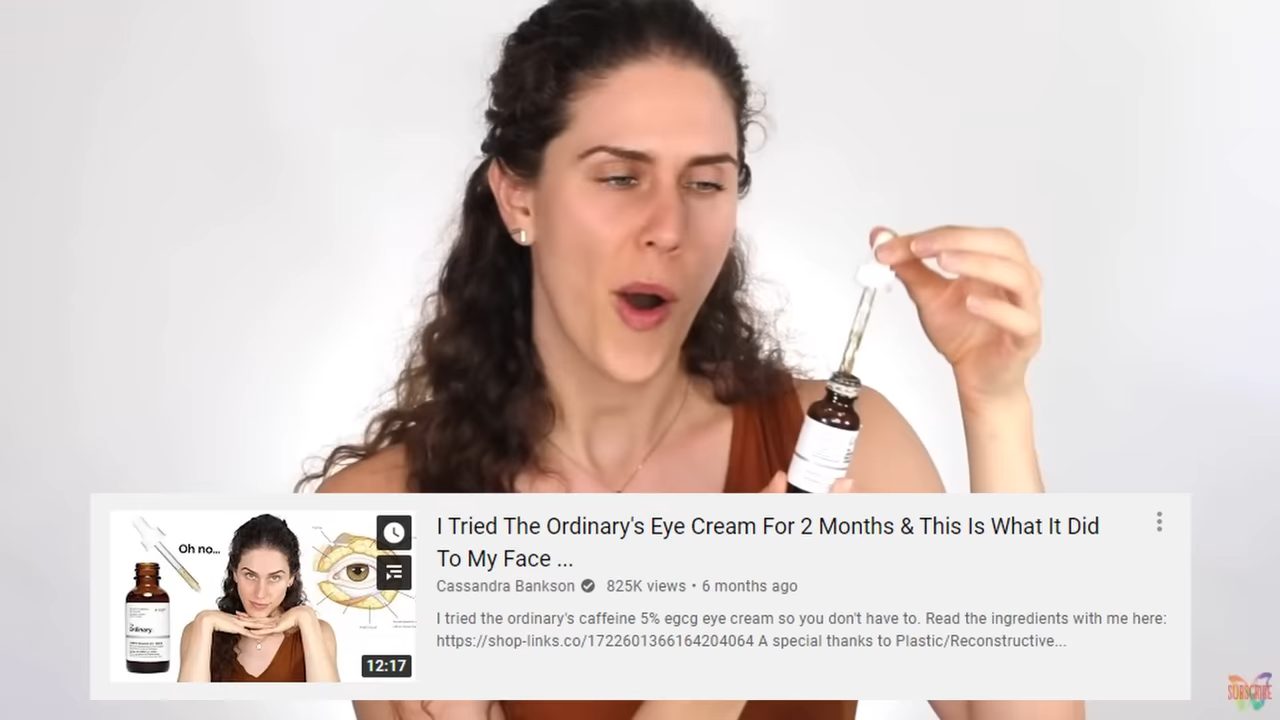 I Tried The Ordinary's Eye Cream For 2 Months & This Is What It Did
To My Face ...
Cassandra Bankson 825K views • 6 months ago
I tried the ordinary's caffeine 5% egcg eye cream so you don't have to. Read the ingredients with me here:
https://shop-links.co/1722601366164204064 A special thanks to Plastic/Reconstructive...
Oh no...
Ordinary.
12:17
SUBSCRIBE